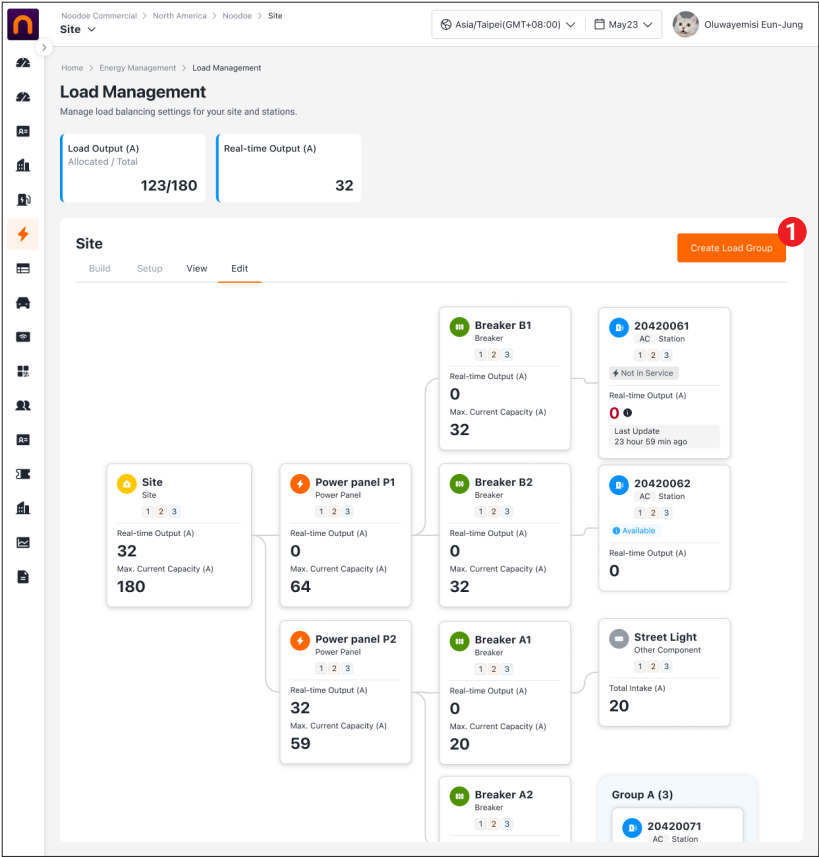 Noodoe Commercial > North America > Noodoe > Site
Site
Asia/Taipei(GMT+08:00)
May23
Oluwayemisi Eun-Jung
Home > Energy Management > Load Management
Load Management
Manage load balancing settings for your site and stations.
Load Output (A)
Allocated / Total
123/180
Real-time Output (A)
32
Site
Create Load Group
1
Build
Setup
View
Edit
Breaker B1
Breaker
1 2 3
Real-time Output (A)
0
Max. Current Capacity (A)
32
20420061
AC Station
1 2 3
Not in Service
Real-time Output (A)
0
Last Update
23 hour 59 min ago
Site
Site
1 2 3
Real-time Output (A)
32
Max. Current Capacity (A)
180
Power panel P1
Power Panel
1 2 3
Real-time Output (A)
0
Max. Current Capacity (A)
64
Breaker B2
Breaker
1 2 3
Real-time Output (A)
0
Max. Current Capacity (A)
32
20420062
AC Station
1 2 3
Available
Real-time Output (A)
0
Power panel P2
Power Panel
1 2 3
Real-time Output (A)
32
Max. Current Capacity (A)
59
Breaker A1
Breaker
1 2 3
Real-time Output (A)
0
Max. Current Capacity (A)
20
Street Light
Other Component
1 2 3
Total Intake (A)
20
Breaker A2
Breaker
1 2 3
Group A (3)
20420071
AC Station